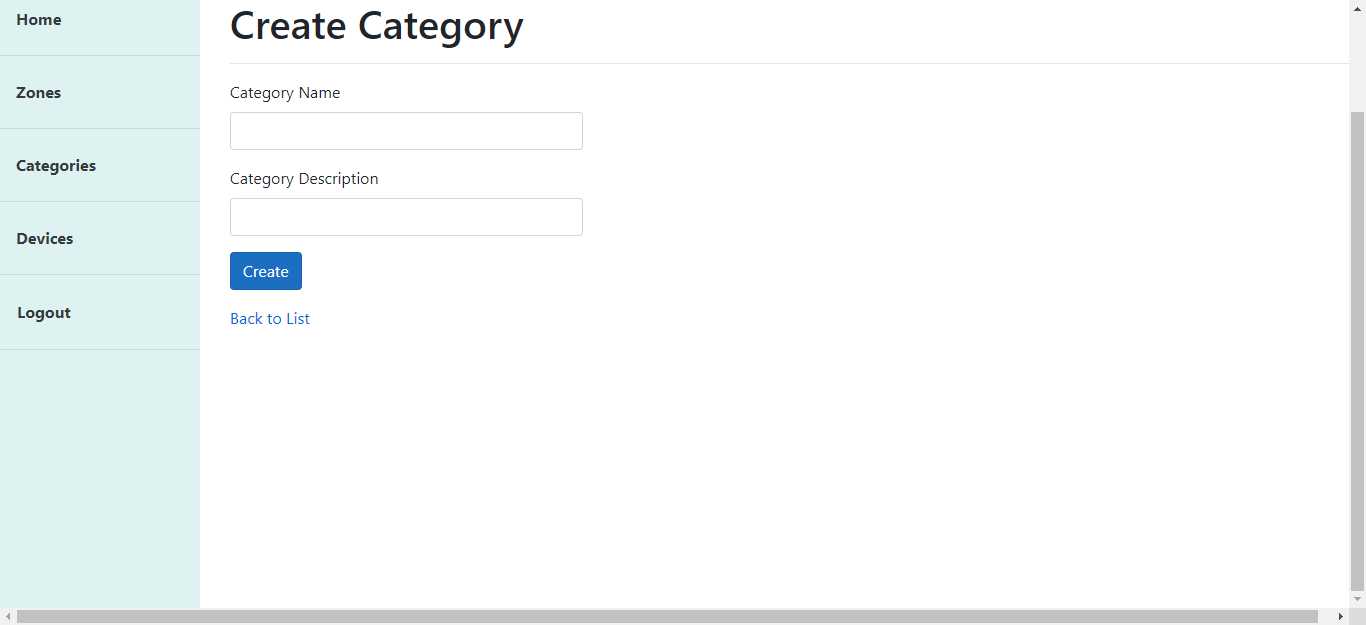 Home
Zones
Categories
Devices
Logout
Create Category
Category Name
Category Description
Create
Back to List